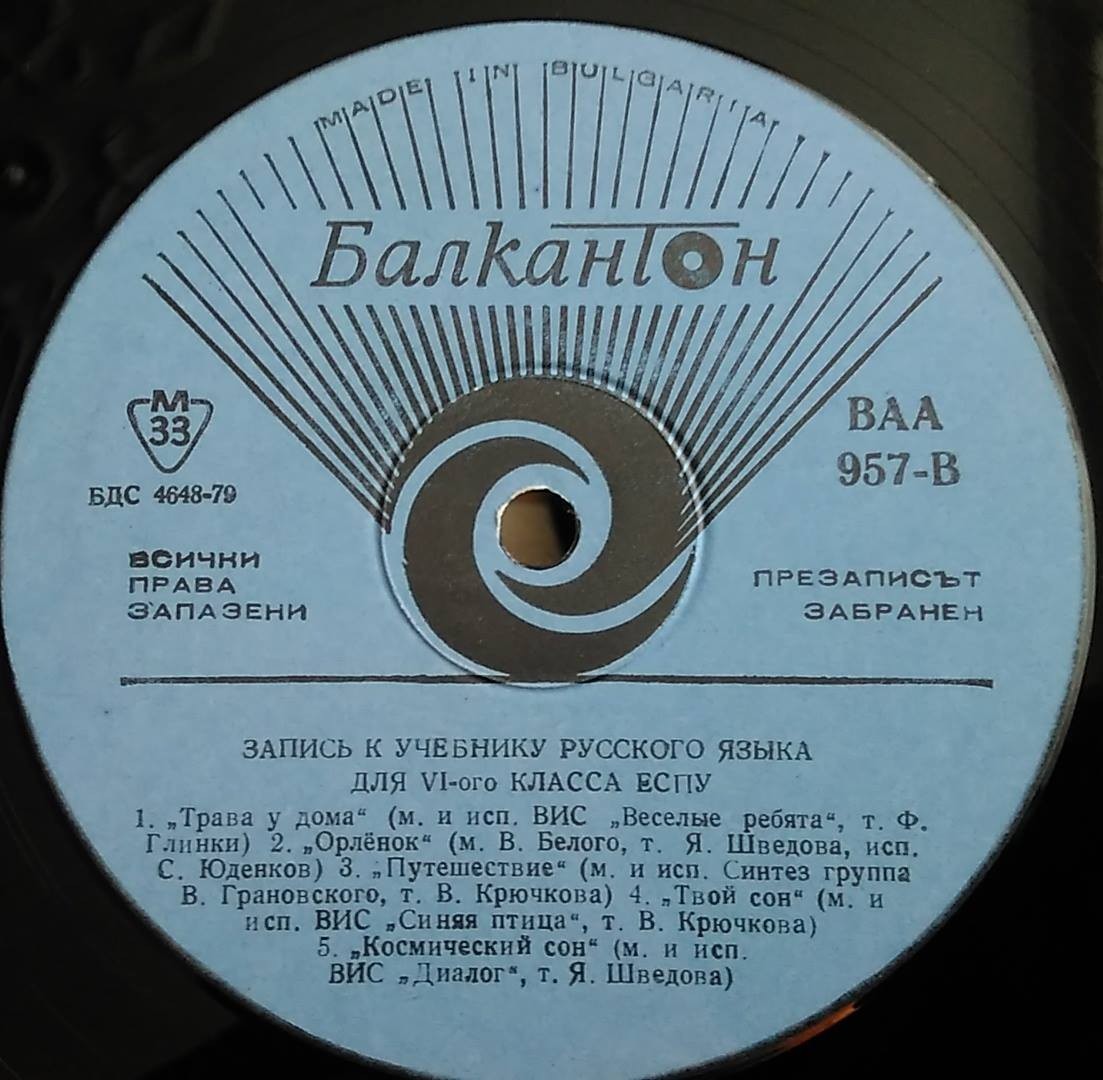 MADE IN BULGARIA
Балкантон
М
33
БДС 4648-79
ВАА
957-В
ВСИЧКИ
ПРАВА
ЗАПАЗЕНИ
ПРЕЗАПИСЪТ
ЗАБРАНЕН
ЗАПИСЬ К УЧЕБНИКУ РУССКОГО ЯЗЫКА
ДЛЯ VI-ого КЛАССА ЕСПУ
1. „Трава у дома“ (м. и исп. ВИС „Веселые ребята“, т. Ф.
Глинки) 2. „Орлёнок“ (м. В. Белого, т. Я. Шведова, исп.
С. Юденков) 3. „Путешествие“ (м. и исп. Синтез группа
В. Грановского, т. В. Крючкова) 4. „Твой сон“ (м. и
исп. ВИС „Синяя птица“, т. В. Крючкова)
5. „Космический сон“ (м. и исп.
ВИС „Диалог“, т. Я. Шведова)